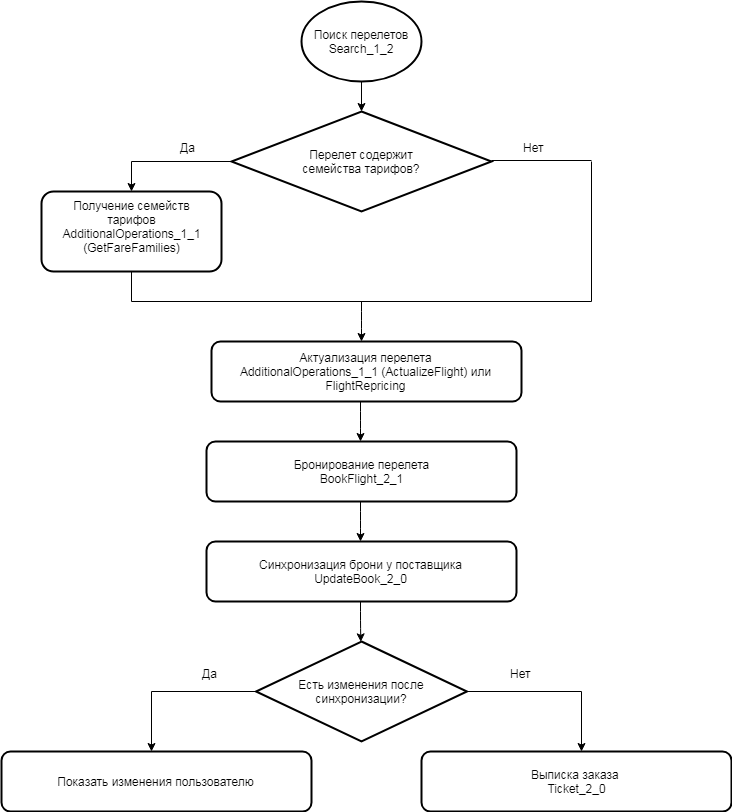 Поиск перелетов
Search_1_2
Перелет содержит
семейства тарифов?
Да
Нет
Получение семейств
тарифов
AdditionalOperations_1_1
(GetFareFamilies)
Актуализация перелета
AdditionalOperations_1_1 (ActualizeFlight) или
FlightRepricing
Бронирование перелета
BookFlight_2_1
Синхронизация брони у поставщика
UpdateBook_2_0
Есть изменения после
синхронизации?
Да
Нет
Показать изменения пользователю
Выписка заказа
Ticket_2_0